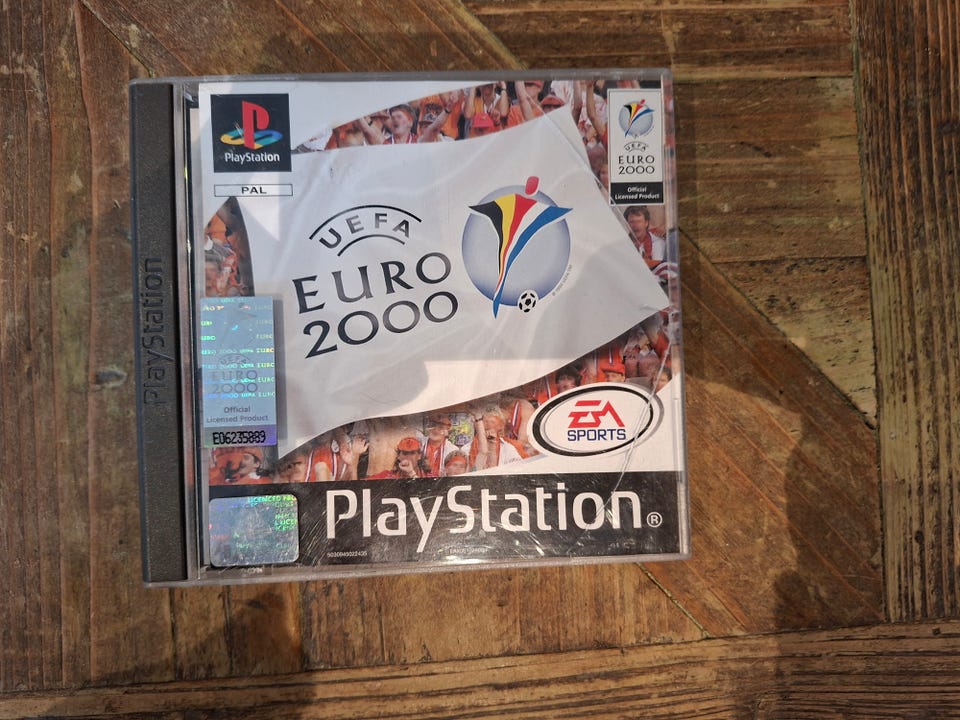 PlayStation
PlayStation
PAL
UEFA
EURO
2000
UEFA
EURO
2000
Official
Licensed Product
EURO
2000
Official
Licensed Product
E06235889
EA
SPORTS
PlayStation®
5030945022435